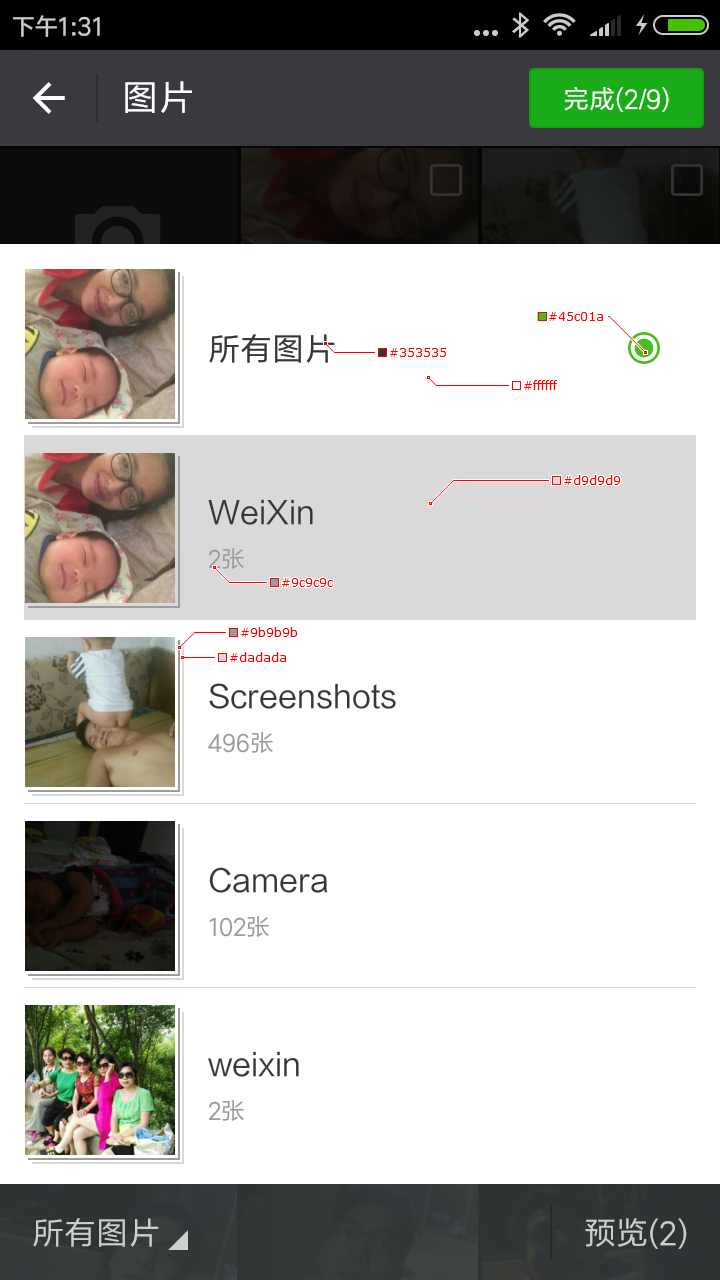 下午1:31
图片
完成(2/9)
#45c01a
所有图片
#353535
#ffffff
#d9d9d9
WeiXin
2张
#9c9c9c
#9b9b9b
#dadada
Screenshots
496张
Camera
102张
weixin
2张
所有图片
预览(2)